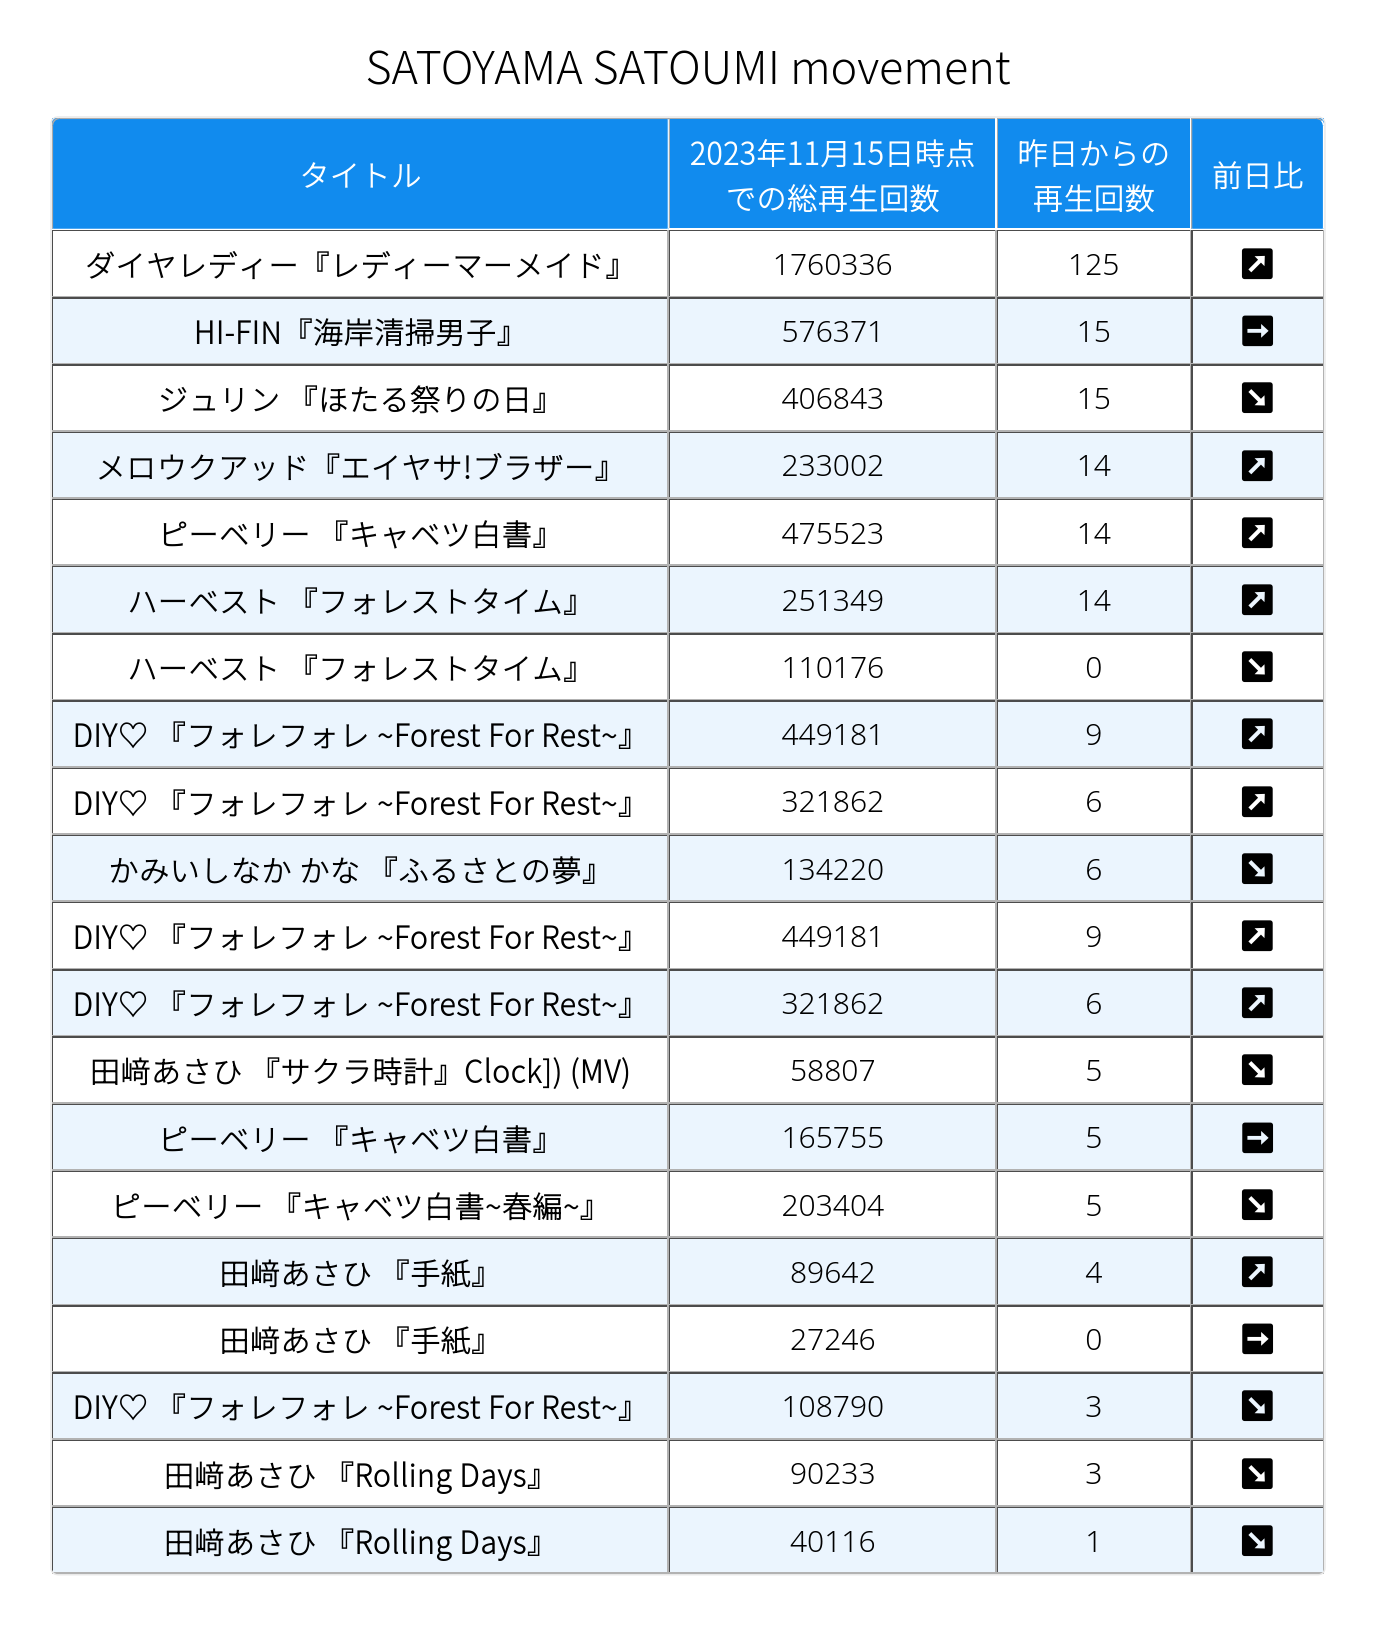 SATOYAMA SATOUMI movement
タイトル 2023年11月15日時点での総再生回数 昨日からの再生回数 前日比
ダイヤレディー『レディーマーメイド』 1760336 125 ↗
HI-FIN『海岸清掃男子』 576371 15 →
ジュリン 『ほたる祭りの日』 406843 15 ↘
メロウクアッド『エイヤサ!ブラザー』 233002 14 ↗
ピーベリー 『キャベツ白書』 475523 14 ↗
ハーベスト 『フォレストタイム』 251349 14 ↗
ハーベスト 『フォレストタイム』 110176 0 ↘
DIY♡ 『フォレフォレ ~Forest For Rest~』 449181 9 ↗
DIY♡ 『フォレフォレ ~Forest For Rest~』 321862 6 ↗
かみいしなか かな 『ふるさとの夢』 134220 6 ↘
DIY♡ 『フォレフォレ ~Forest For Rest~』 449181 9 ↗
DIY♡ 『フォレフォレ ~Forest For Rest~』 321862 6 ↗
田﨑あさひ 『サクラ時計』Clock]) (MV) 58807 5 ↘
ピーベリー 『キャベツ白書』 165755 5 →
ピーベリー 『キャベツ白書~春編~』 203404 5 ↘
田﨑あさひ 『手紙』 89642 4 ↗
田﨑あさひ 『手紙』 27246 0 →
DIY♡ 『フォレフォレ ~Forest For Rest~』 108790 3 ↘
田﨑あさひ 『Rolling Days』 90233 3 ↘
田﨑あさひ 『Rolling Days』 40116 1 ↘